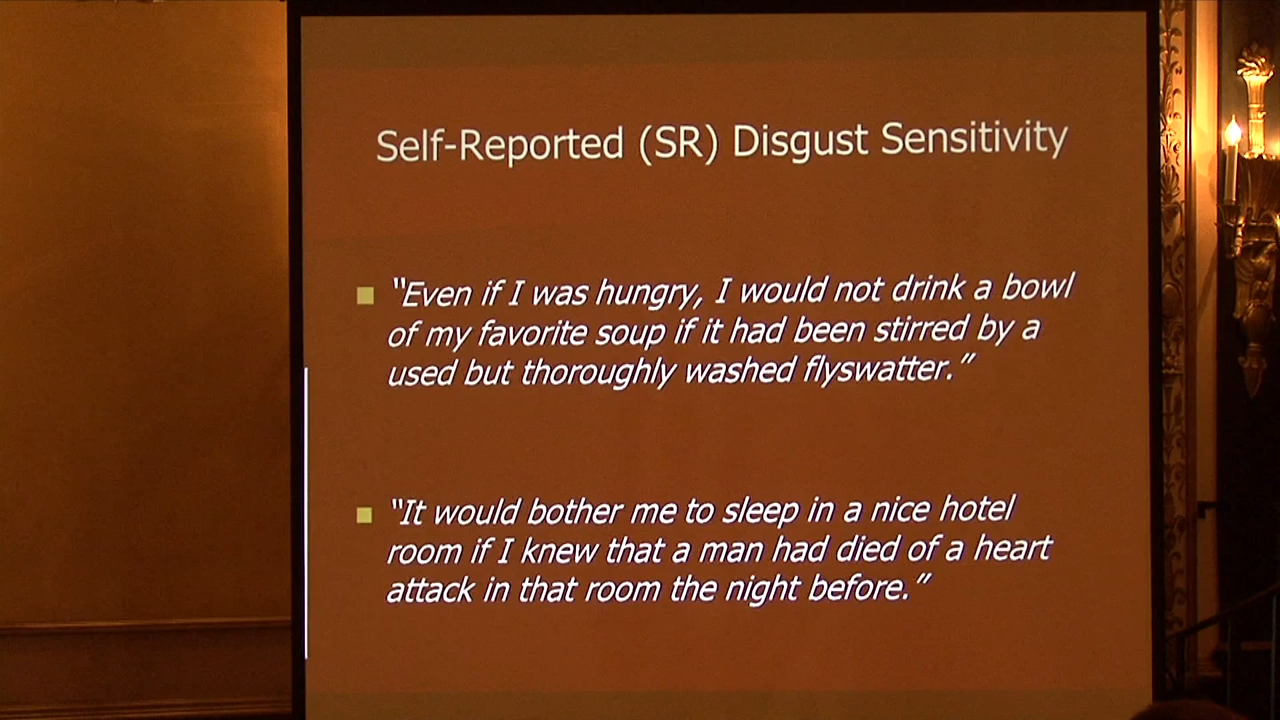 Self-Reported (SR) Disgust Sensitivity
“Even if I was hungry, I would not drink a bowl
of my favorite soup if it had been stirred by a
used but thoroughly washed flyswatter.”
“It would bother me to sleep in a nice hotel
room if I knew that a man had died of a heart
attack in that room the night before.”